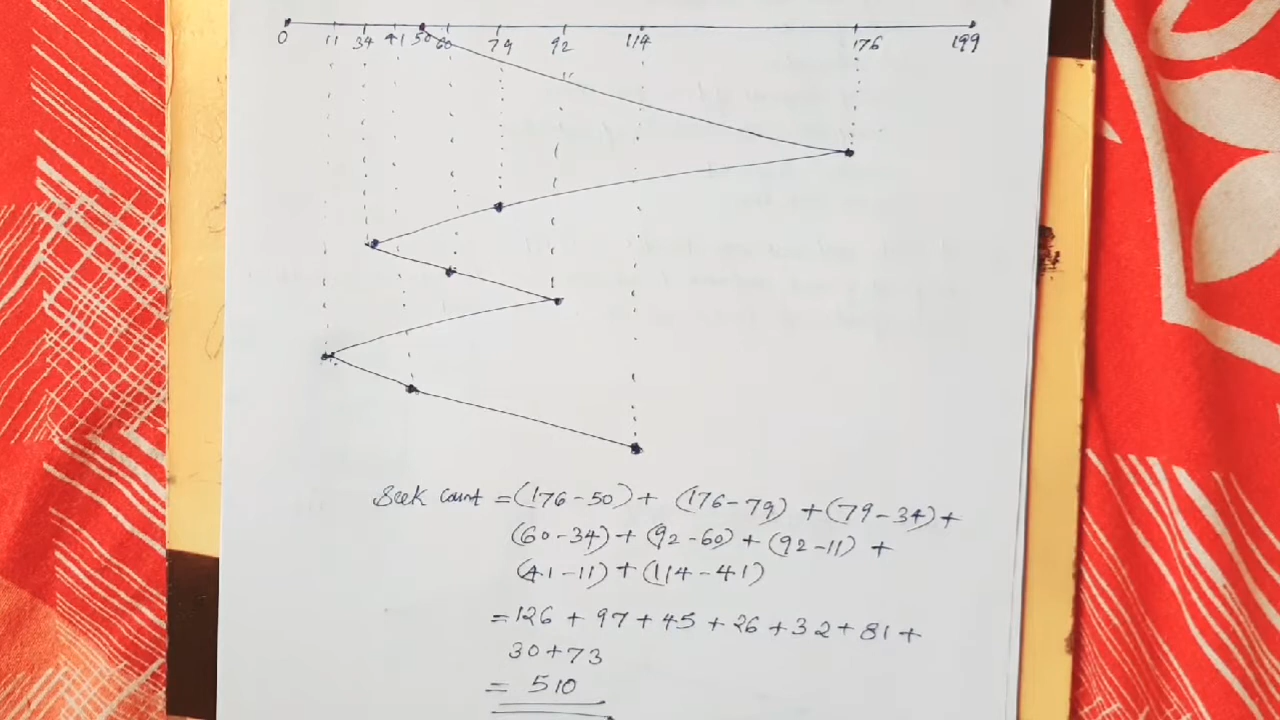 0 11 34 41 50 60 79 92 114 176 199
Seek Count = (176-50) + (176-79) + (79-34) +
(60-34) + (92-60) + (92-11) +
(41-11) + (114-41)
= 126 + 97 + 45 + 26 + 32 + 81 +
30+73
= 510